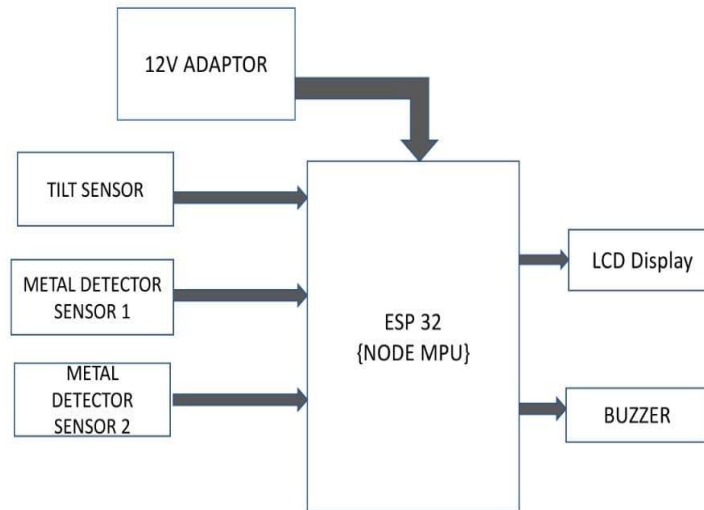 12V ADAPTOR
TILT SENSOR
METAL DETECTOR
SENSOR 1
METAL
DETECTOR
SENSOR 2
ESP 32
{NODE MPU}
LCD Display
BUZZER